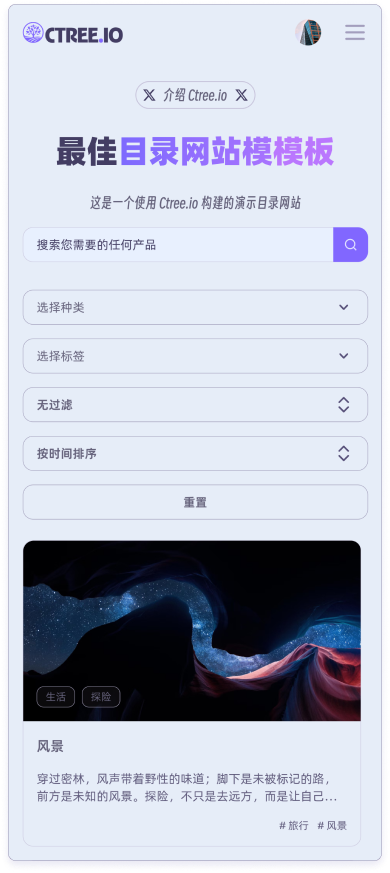 CTREE.IO
介绍 Ctree.io
最佳目录网站模模板
这是一个使用 Ctree.io 构建的演示目录网站
搜索您需要的任何产品
选择种类
选择标签
无过滤
按时间排序
重置
生活 探险
风景
穿过密林，风声带着野性的味道；脚下是未被标记的路，
前方是未知的风景。探险，不只是去远方，而是让自己…
# 旅行 # 风景